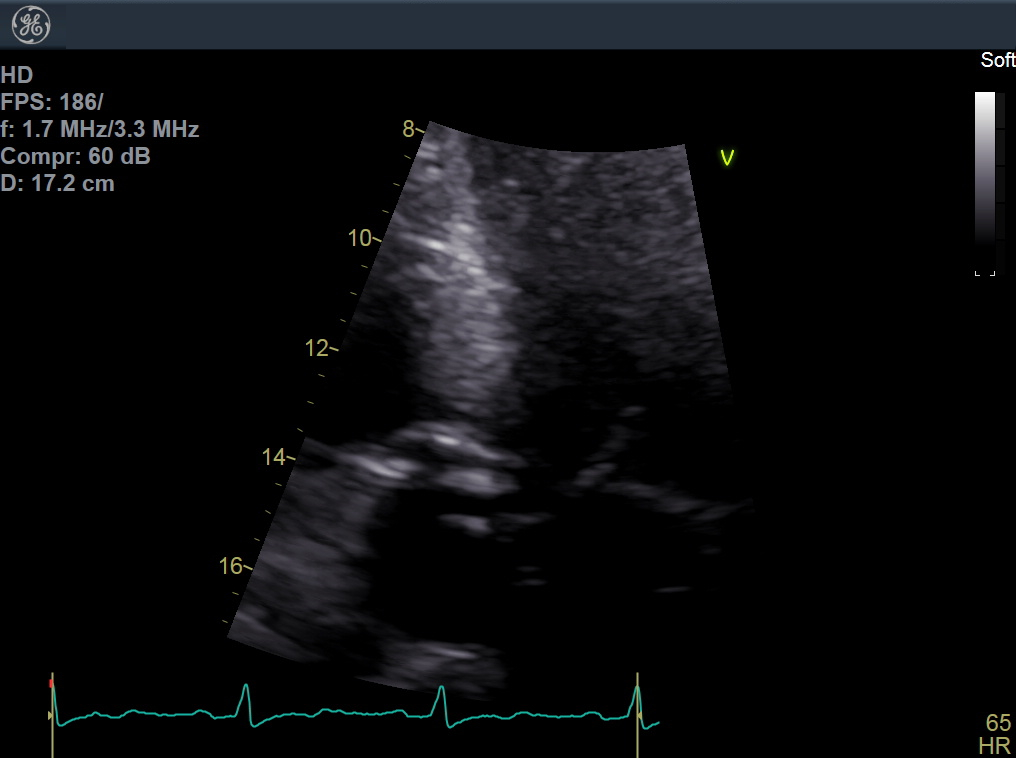 GE
HD
FPS: 186/
f: 1.7 MHz/3.3 MHz
Compr: 60 dB
D: 17.2 cm
Soft
V
8
10
12
14
16
65
HR